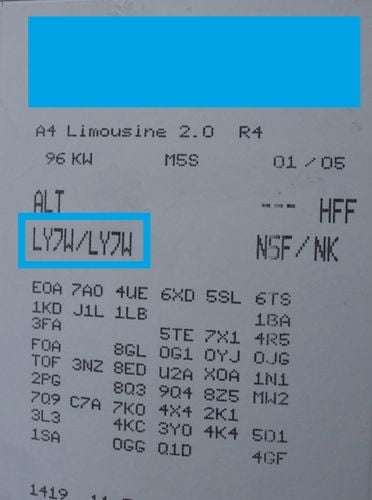 A4 Limousine 2.0 R4
96 KW M5S 01/05
ALT --- HFF
LY7W/LY7W N5F/NK
E0A 7A0 4UE 6XD 5SL 6TS
1KD J1L 1LB 1BA
3FA 5TE 7X1 4R5
F0A 8GL 0G1 0YJ 0JG
T0F 3NZ 8ED U2A X0A 1N1
2PG 8Q3 9Q4 8Z5 MW2
7Q9 C7A 7K0 4X4 2K1
3L3 4KC 3Y0 4K4 5D1
1SA 0GG Q1D 4GF
1419